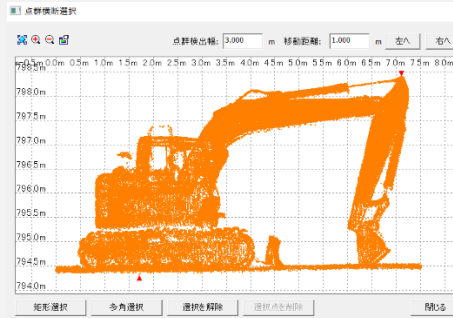 点群横断選択
点群検出幅: 3.000 m 移動距離: 1.000 m 左へ 右へ
-0.5m 0.0m 0.5m 1.0m 1.5m 2.0m 2.5m 3.0m 3.5m 4.0m 4.5m 5.0m 5.5m 6.0m 6.5m 7.0m 7.5m 8.0m
798.5m
798.0m
797.5m
797.0m
796.5m
796.0m
795.5m
795.0m
794.5m
794.0m
矩形選択 多角選択 選択を解除 選択点を削除 閉じる